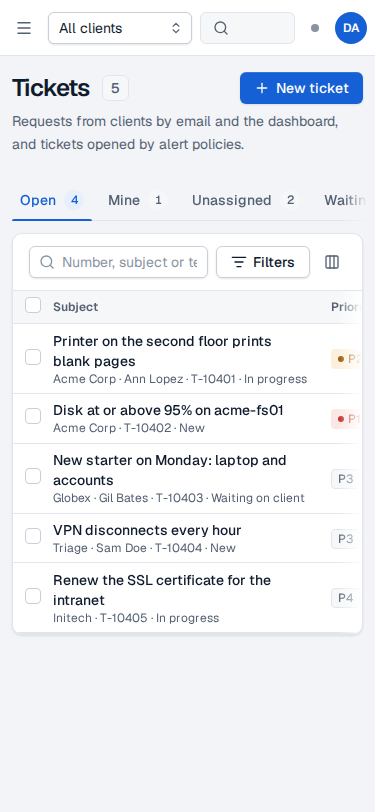 All clients
DA
Tickets 5
New ticket
Requests from clients by email and the dashboard,
and tickets opened by alert policies.
Open 4 Mine 1 Unassigned 2
Number, subject or
Filters
Subject
Printer on the second floor prints
blank pages
Acme Corp · Ann Lopez · T-10401 · In progress
Disk at or above 95% on acme-fs01
Acme Corp · T-10402 · New
New starter on Monday: laptop and
accounts
Globex · Gil Bates · T-10403 · Waiting on client
P3
VPN disconnects every hour
Triage · Sam Doe · T-10404 · New
P3
Renew the SSL certificate for the
intranet
Initech · T-10405 · In progress
P4